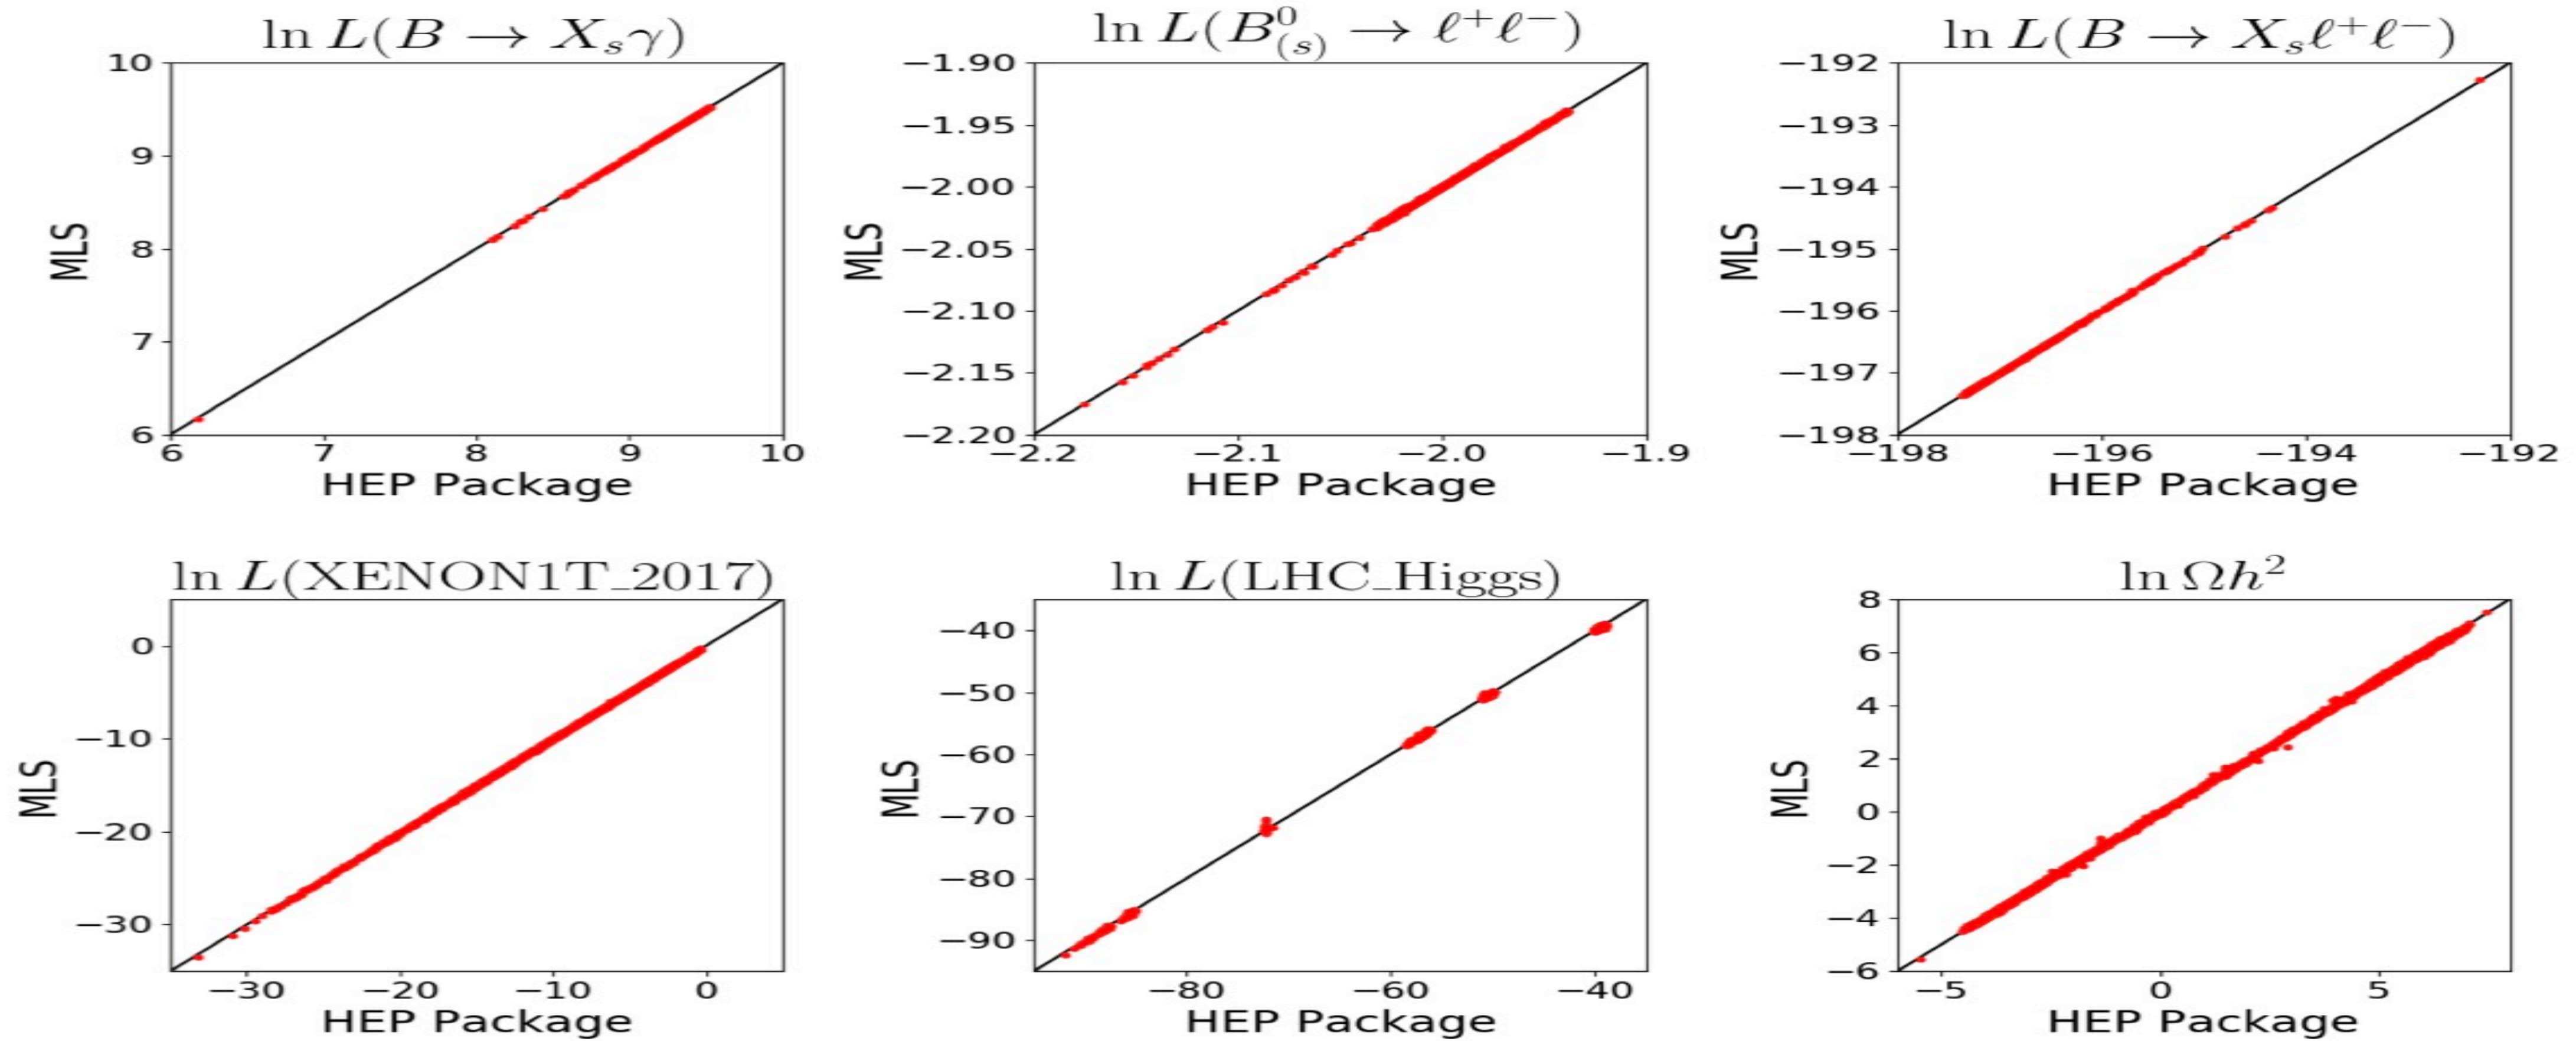 ln L(B → X_sγ)
10
9
8
7
6
MLS
6 7 8 9 10
HEP Package
ln L(B⁰₍ₛ₎ → ℓ⁺ℓ⁻)
−1.90
−1.95
−2.00
−2.05
−2.10
−2.15
−2.20
MLS
−2.2 −2.1 −2.0 −1.9
HEP Package
ln L(B → X_sℓ⁺ℓ⁻)
−192
−193
−194
−195
−196
−197
−198
MLS
−198 −196 −194 −192
HEP Package
ln L(XENON1T_2017)
0
−10
−20
−30
MLS
−30 −20 −10 0
HEP Package
ln L(LHC_Higgs)
−40
−50
−60
−70
−80
−90
MLS
−80 −60 −40
HEP Package
ln Ωh²
8
6
4
2
0
−2
−4
−6
MLS
−5 0 5
HEP Package